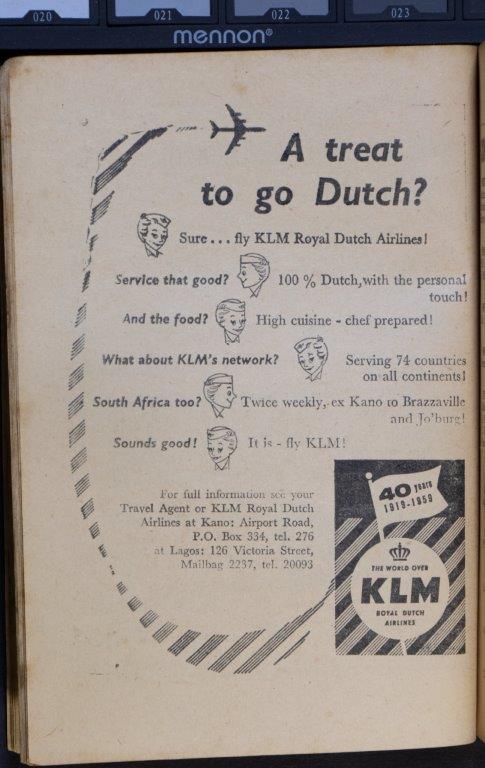 020 021 022 023
mennon®
A treat
to go Dutch?
Sure... fly KLM Royal Dutch Airlines!
Service that good? 100 % Dutch, with the personal
touch!
And the food? High cuisine - chef prepared!
What about KLM's network? Serving 74 countries
on all continents!
South Africa too? Twice weekly, ex Kano to Brazzaville
and Jo'burg!
Sounds good! It is - fly KLM!
For full information see your
Travel Agent or KLM Royal Dutch
Airlines at Kano: Airport Road,
P.O. Box 334, tel. 276
at Lagos: 126 Victoria Street,
Mailbag 2237, tel. 20093
40 years
1919-1959
THE WORLD OVER
KLM
ROYAL DUTCH
AIRLINES